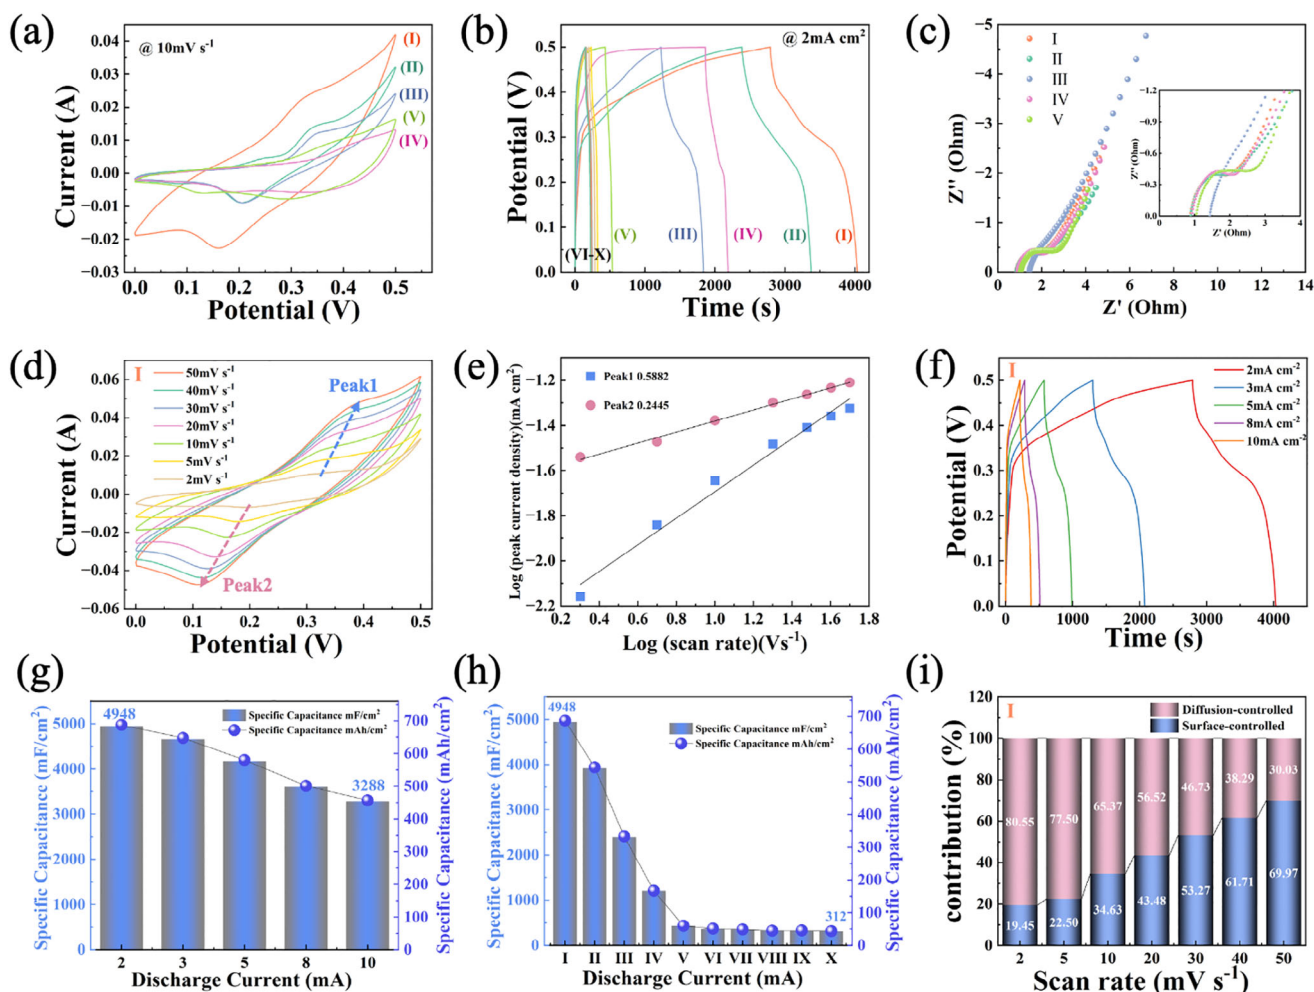 (a)
@ 10mV s⁻¹
(I)
(II)
(III)
(V)
(IV)
0.04
0.03
0.02
0.01
0.00
−0.01
−0.02
−0.03
Current (A)
0.0 0.1 0.2 0.3 0.4 0.5
Potential (V)
(b)
@ 2mA cm²
0.5
0.4
0.3
0.2
0.1
0.0
Potential (V)
(VI-X)
(V)
(III)
(IV)
(II)
(I)
0 1000 2000 3000 4000
Time (s)
(c)
I
II
III
IV
V
−5
−4
−3
−2
−1
0
Z'' (Ohm)
0 2 4 6 8 10 12 14
Z' (Ohm)
−1.2
−0.9
−0.6
−0.3
0.0
Z'' (Ohm)
0 1 2 3 4
Z' (Ohm)
(d)
I
50mV s⁻¹
40mV s⁻¹
30mV s⁻¹
20mV s⁻¹
10mV s⁻¹
5mV s⁻¹
2mV s⁻¹
Peak1
Peak2
0.06
0.04
0.02
0.00
−0.02
−0.04
−0.06
Current (A)
0.0 0.1 0.2 0.3 0.4 0.5
Potential (V)
(e)
Peak1 0.5882
Peak2 0.2445
−1.2
−1.4
−1.6
−1.8
−2.0
−2.2
Log (peak current density)(mA cm²)
0.2 0.4 0.6 0.8 1.0 1.2 1.4 1.6 1.8
Log (scan rate)(Vs⁻¹)
(f)
I
2mA cm⁻²
3mA cm⁻²
5mA cm⁻²
8mA cm⁻²
10mA cm⁻²
0.5
0.4
0.3
0.2
0.1
0.0
Potential (V)
0 1000 2000 3000 4000
Time (s)
(g)
4948
3288
Specific Capacitance mF/cm²
Specific Capacitance mAh/cm²
5000
4000
3000
2000
1000
0
Specific Capacitance (mF/cm²)
700
600
500
400
300
200
100
0
Specific Capacitance (mAh/cm²)
2 3 5 8 10
Discharge Current (mA)
(h)
4948
312
Specific Capacitance mF/cm²
Specific Capacitance mAh/cm²
5000
4000
3000
2000
1000
0
Specific Capacitance (mF/cm²)
700
600
500
400
300
200
100
0
Specific Capacitance (mAh/cm²)
I II III IV V VI VII VIII IX X
Discharge Current (mA)
(i)
I
Diffusion-controlled
Surface-controlled
120
100
80
60
40
20
0
contribution (%)
80.55 77.50 65.37 56.52 46.73 38.29 30.03
19.45 22.50 34.63 43.48 53.27 61.71 69.97
2 5 10 20 30 40 50
Scan rate (mV s⁻¹)